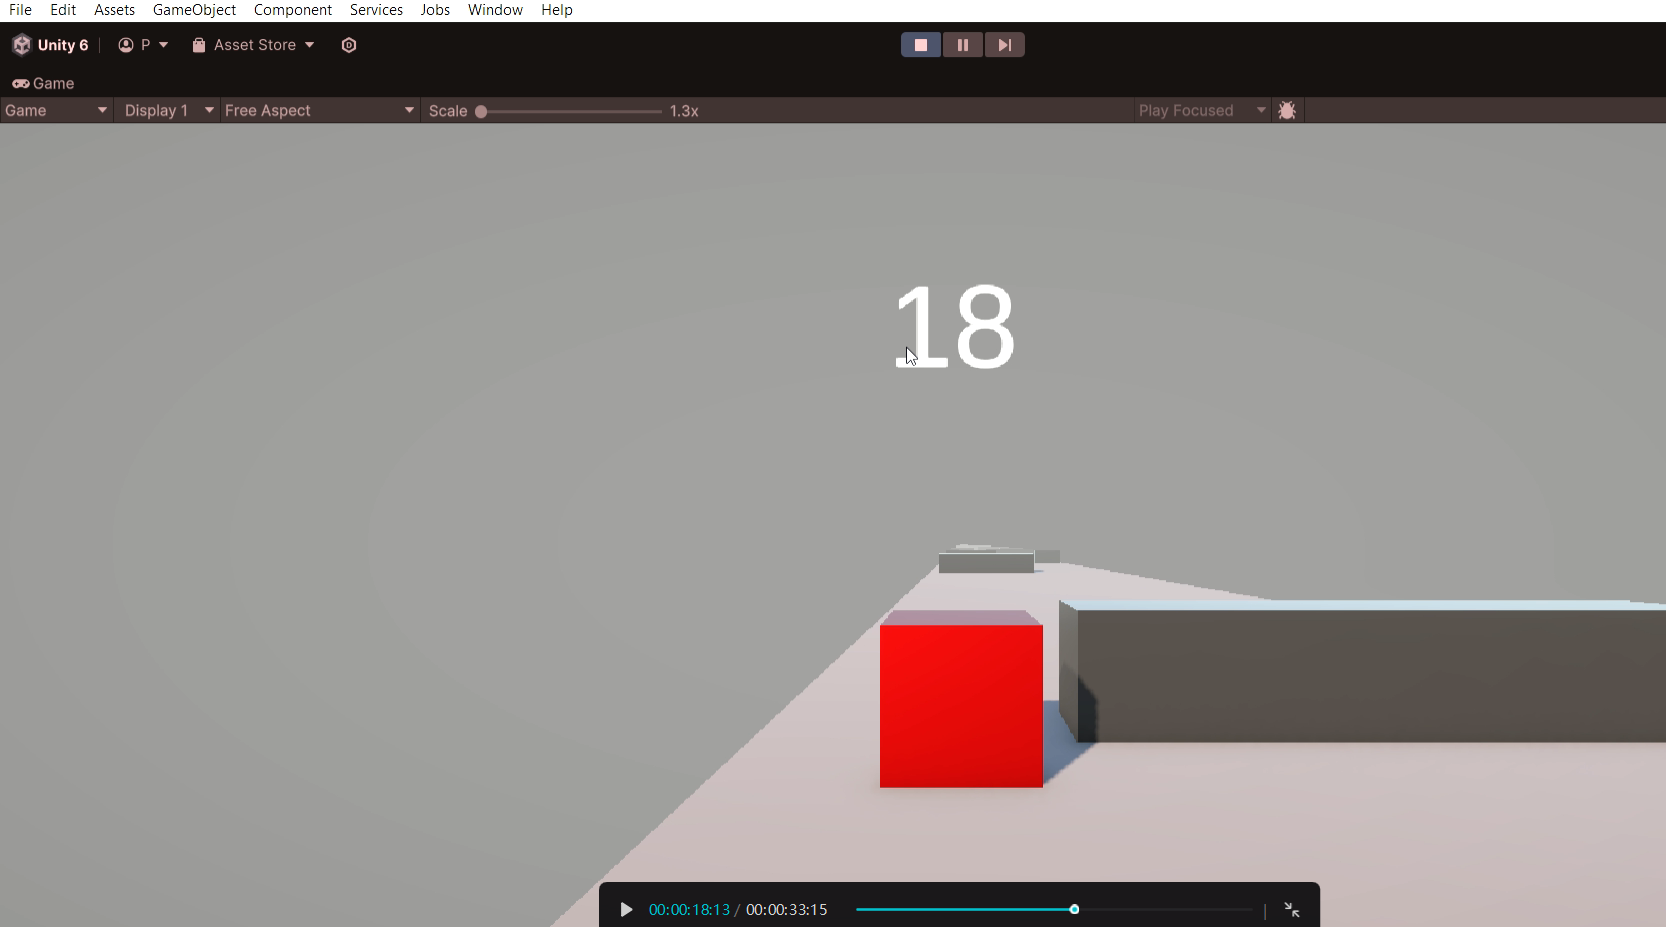 File Edit Assets GameObject Component Services Jobs Window Help
Unity 6 P Asset Store
Game
Game Display 1 Free Aspect Scale 1.3x Play Focused
18
00:00:18:13 / 00:00:33:15